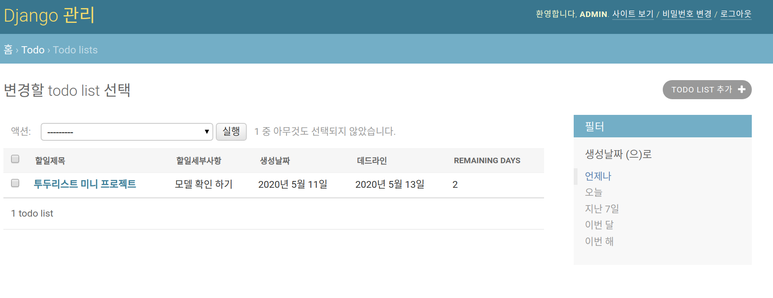 Django 관리
환영합니다, ADMIN. 사이트 보기 / 비밀번호 변경 / 로그아웃
홈 › Todo › Todo lists
변경할 todo list 선택
TODO LIST 추가 +
액션: --------- 실행 1 중 아무것도 선택되지 않았습니다.
할일제목 할일세부사항 생성날짜 데드라인 REMAINING DAYS
투두리스트 미니 프로젝트 모델 확인 하기 2020년 5월 11일 2020년 5월 13일 2
1 todo list
필터
생성날짜 (으)로
언제나
오늘
지난 7일
이번 달
이번 해